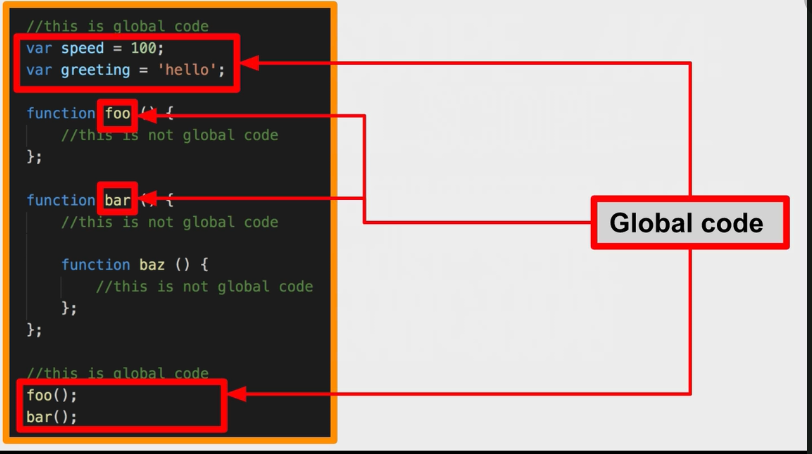 //this is global code
var speed = 100;
var greeting = 'hello';
function foo () {
//this is not global code
};
function bar () {
//this is not global code
function baz () {
//this is not global code
};
};
//this is global code
foo();
bar();
Global code